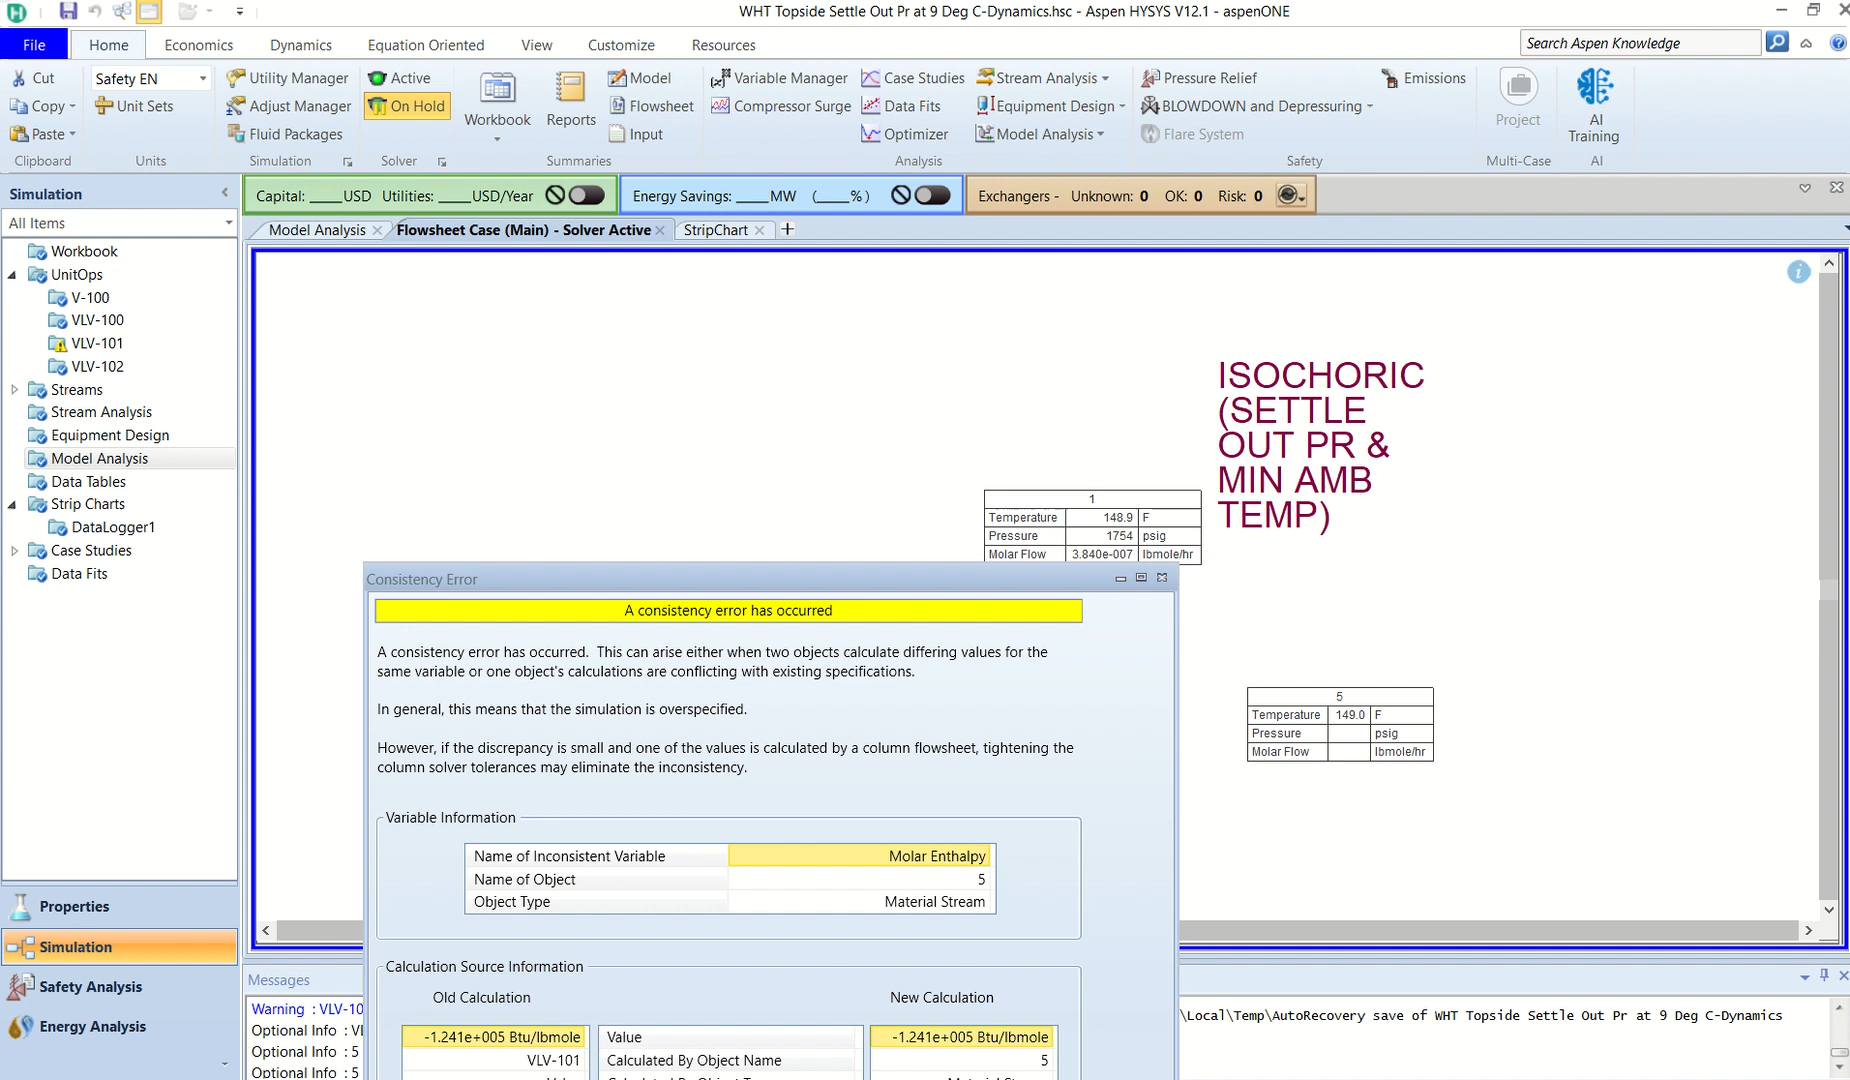 WHT Topside Settle Out Pr at 9 Deg C-Dynamics.hsc - Aspen HYSYS V12.1 - aspenONE
File
Home
Economics
Dynamics
Equation Oriented
View
Customize
Resources
Search Aspen Knowledge
Cut
Copy
Paste
Clipboard
Safety EN
Unit Sets
Units
Utility Manager
Adjust Manager
Fluid Packages
Simulation
Active
On Hold
Solver
Workbook
Reports
Model
Flowsheet
Input
Summaries
Variable Manager
Compressor Surge
Case Studies
Data Fits
Optimizer
Stream Analysis
Equipment Design
Model Analysis
Analysis
Pressure Relief
BLOWDOWN and Depressuring
Flare System
Emissions
Safety
Project
Multi-Case
AI
Training
AI
Simulation
All Items
Workbook
UnitOps
V-100
VLV-100
VLV-101
VLV-102
Streams
Stream Analysis
Equipment Design
Model Analysis
Data Tables
Strip Charts
DataLogger1
Case Studies
Data Fits
Properties
Simulation
Safety Analysis
Energy Analysis
Capital: ____USD Utilities: ____USD/Year
Energy Savings: ____MW (____%)
Exchangers - Unknown: 0 OK: 0 Risk: 0
Model Analysis
Flowsheet Case (Main) - Solver Active
StripChart
ISOCHORIC
(SETTLE
OUT PR &
MIN AMB
TEMP)
1
Temperature 148.9 F
Pressure 1754 psig
Molar Flow 3.840e-007 lbmole/hr
5
Temperature 149.0 F
Pressure psig
Molar Flow lbmole/hr
Consistency Error
A consistency error has occurred
A consistency error has occurred. This can arise either when two objects calculate differing values for the
same variable or one object's calculations are conflicting with existing specifications.
In general, this means that the simulation is overspecified.
However, if the discrepancy is small and one of the values is calculated by a column flowsheet, tightening the
column solver tolerances may eliminate the inconsistency.
Variable Information
Name of Inconsistent Variable Molar Enthalpy
Name of Object 5
Object Type Material Stream
Calculation Source Information
Old Calculation
New Calculation
-1.241e+005 Btu/lbmole Value -1.241e+005 Btu/lbmole
VLV-101 Calculated By Object Name 5
Messages
Warning : VLV-10
Optional Info : VL
Optional Info : 5
Optional Info : 5
\Local\Temp\AutoRecovery save of WHT Topside Settle Out Pr at 9 Deg C-Dynamics